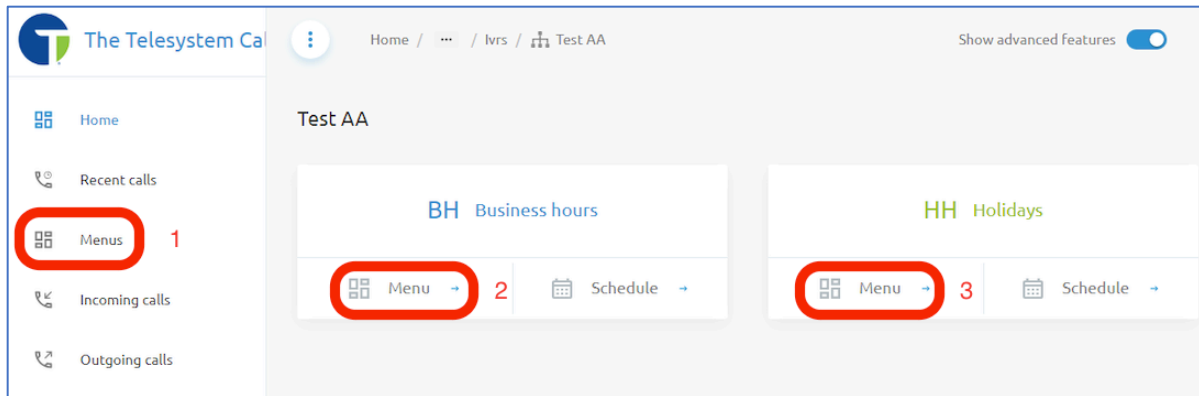 The Telesystem Cal
Home / ... / Ivrs / Test AA
Show advanced features
Home
Recent calls
Menus 1
Incoming calls
Outgoing calls
Test AA
BH Business hours
Menu → 2 Schedule →
HH Holidays
Menu → 3 Schedule →